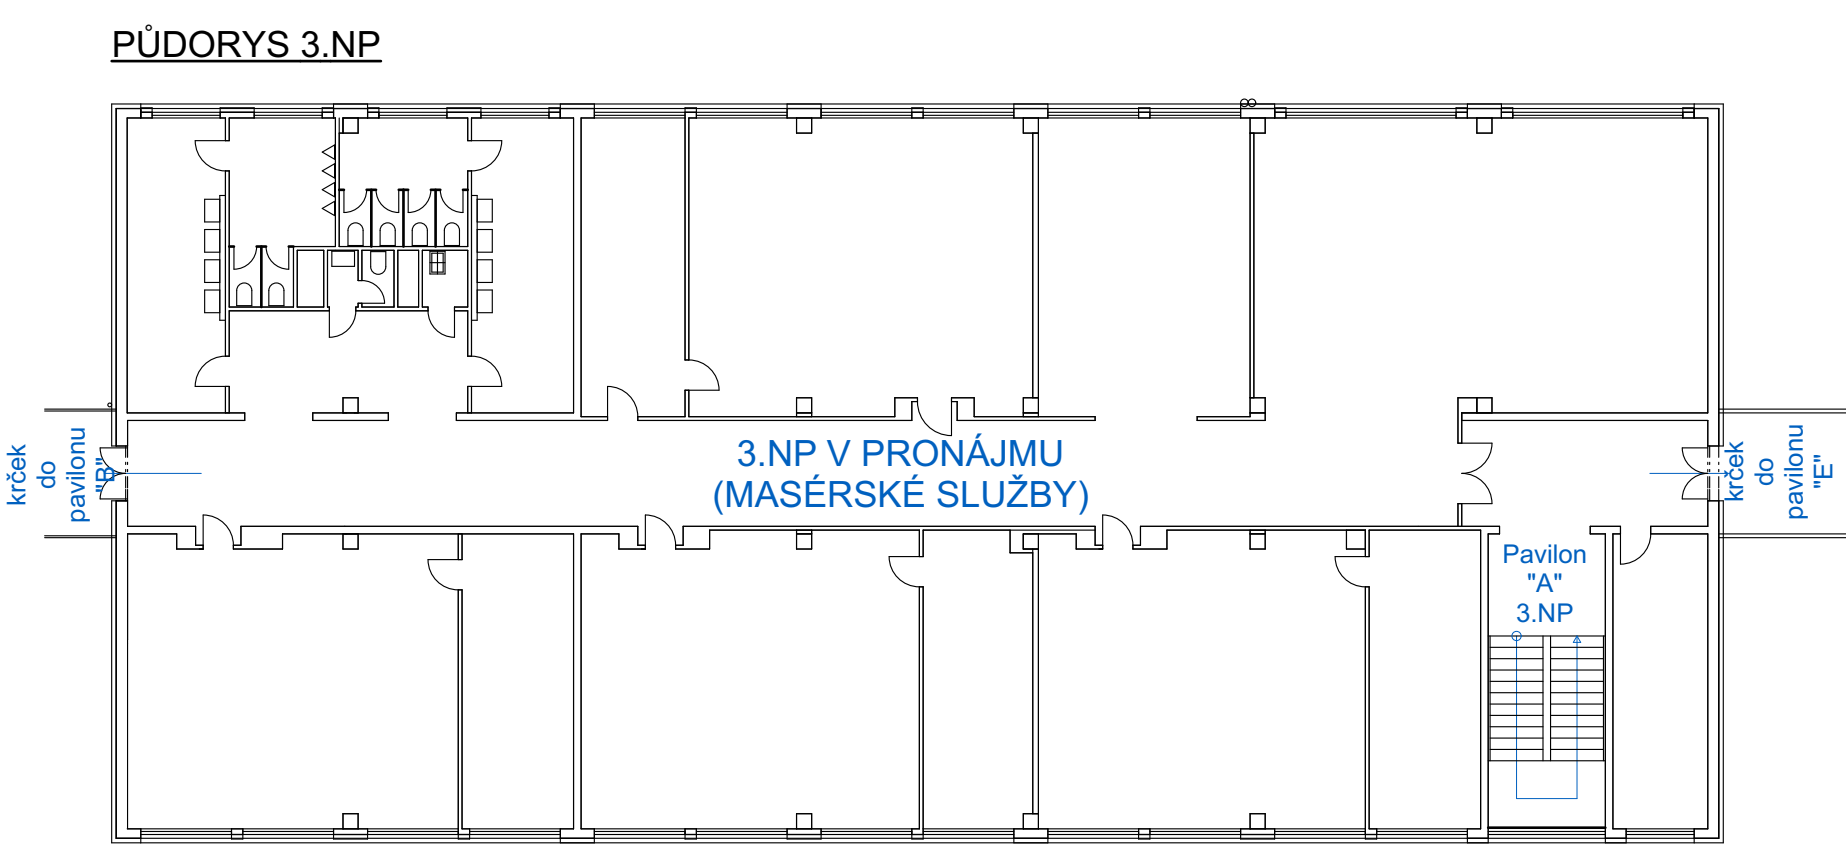 PŮDORYS 3.NP
krček
do
pavilonu
"B"
3.NP V PRONÁJMU
(MASÉRSKÉ SLUŽBY)
krček
do
pavilonu
"E"
Pavilon
"A"
3.NP